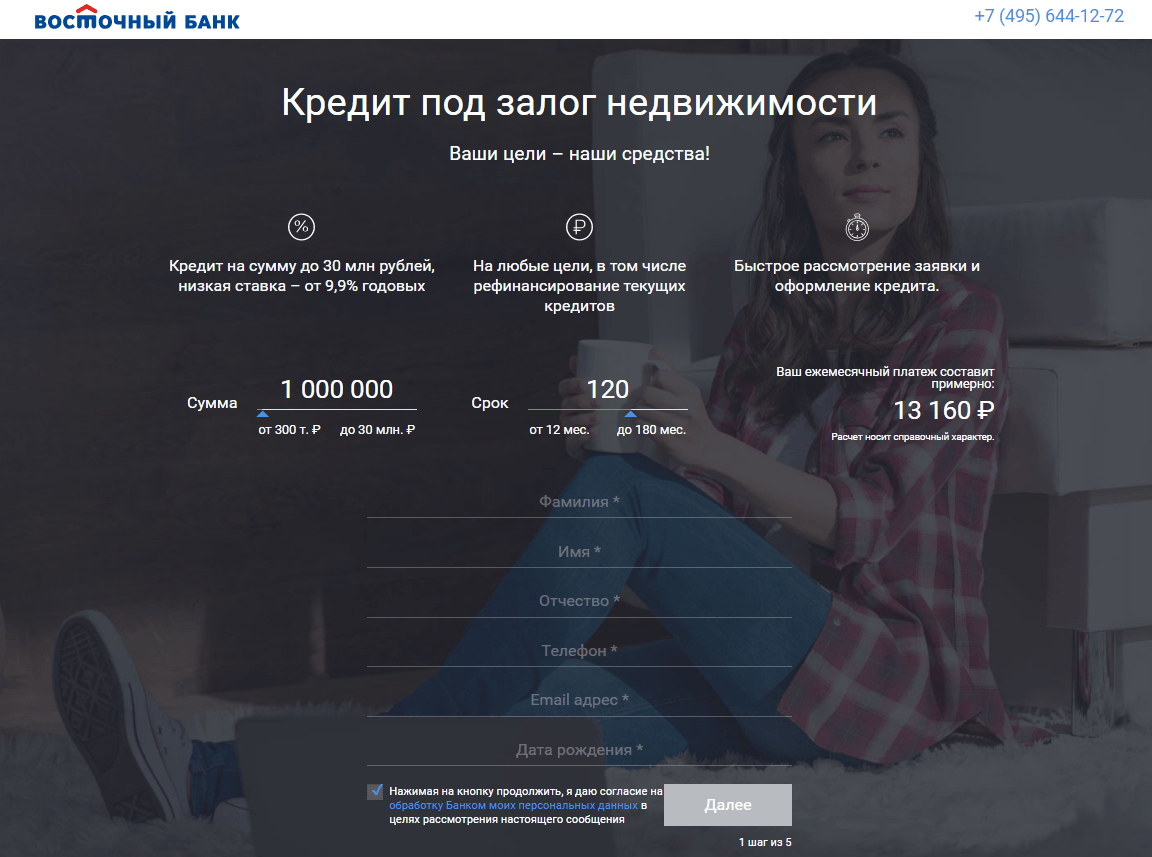 ВОСТОЧНЫЙ БАНК
+7 (495) 644-12-72
Кредит под залог недвижимости
Ваши цели – наши средства!
%
₽
Кредит на сумму до 30 млн рублей,
низкая ставка – от 9,9% годовых
На любые цели, в том числе
рефинансирование текущих
кредитов
Быстрое рассмотрение заявки и
оформление кредита.
Сумма
1 000 000
от 300 т. ₽ до 30 млн. ₽
Срок
120
от 12 мес. до 180 мес.
Ваш ежемесячный платеж составит
примерно:
13 160 ₽
Расчет носит справочный характер.
Фамилия *
Имя *
Отчество *
Телефон *
Email адрес *
Дата рождения *
Нажимая на кнопку продолжить, я даю согласие на
обработку Банком моих персональных данных в
целях рассмотрения настоящего сообщения
Далее
1 шаг из 5